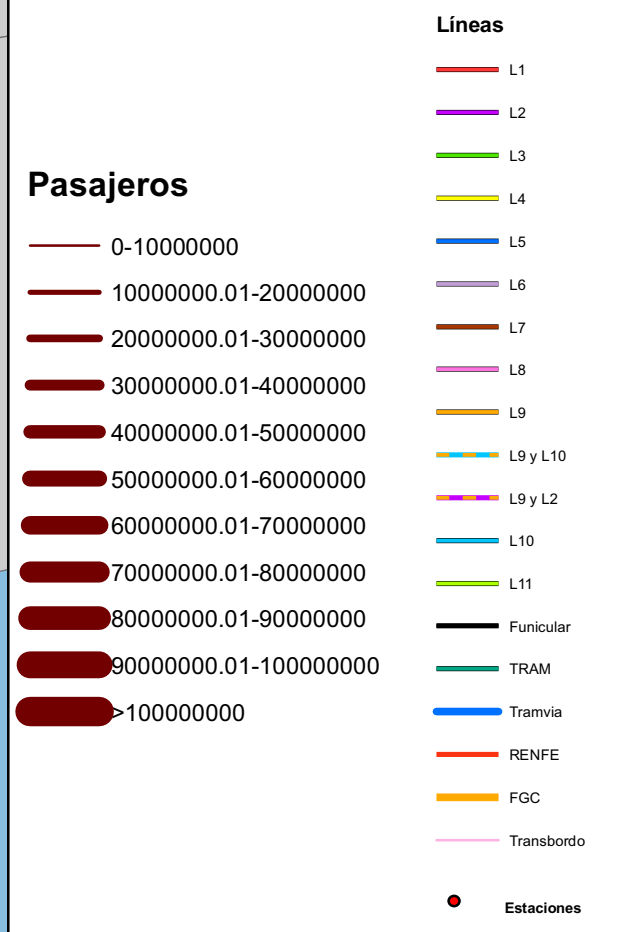 Pasajeros
0-10000000
10000000.01-20000000
20000000.01-30000000
30000000.01-40000000
40000000.01-50000000
50000000.01-60000000
60000000.01-70000000
70000000.01-80000000
80000000.01-90000000
90000000.01-100000000
>100000000
Líneas
L1
L2
L3
L4
L5
L6
L7
L8
L9
L9 y L10
L9 y L2
L10
L11
Funicular
TRAM
Tramvia
RENFE
FGC
Transbordo
Estaciones